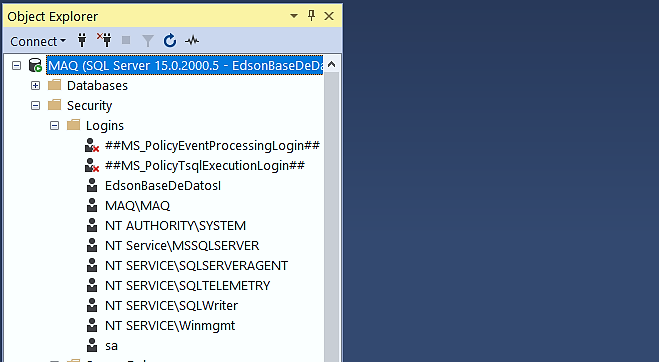 Object Explorer
Connect
MAQ (SQL Server 15.0.2000.5 - EdsonBaseDeDa
Databases
Security
Logins
##MS_PolicyEventProcessingLogin##
##MS_PolicyTsqlExecutionLogin##
EdsonBaseDeDatosI
MAQ\MAQ
NT AUTHORITY\SYSTEM
NT Service\MSSQLSERVER
NT SERVICE\SQLSERVERAGENT
NT SERVICE\SQLTELEMETRY
NT SERVICE\SQLWriter
NT SERVICE\Winmgmt
sa